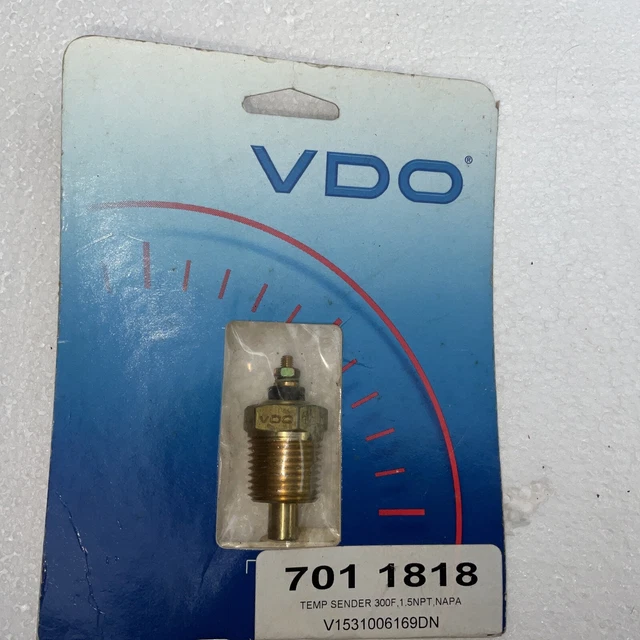 VDO®
VDO
701 1818
TEMP SENDER 300F,1.5NPT,NAPA
V1531006169DN